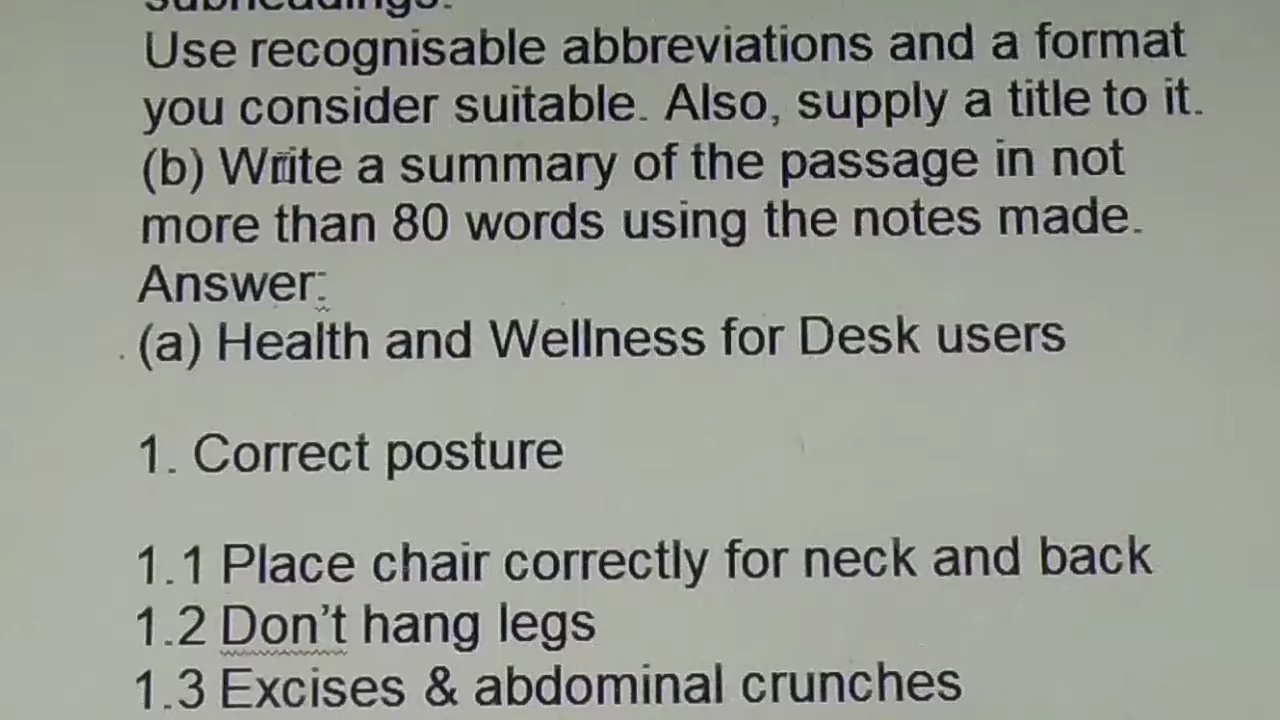 subheadings.
Use recognisable abbreviations and a format
you consider suitable. Also, supply a title to it.
(b) Write a summary of the passage in not
more than 80 words using the notes made.
Answer:
(a) Health and Wellness for Desk users
1. Correct posture
1.1 Place chair correctly for neck and back
1.2 Don't hang legs
1.3 Excises & abdominal crunches